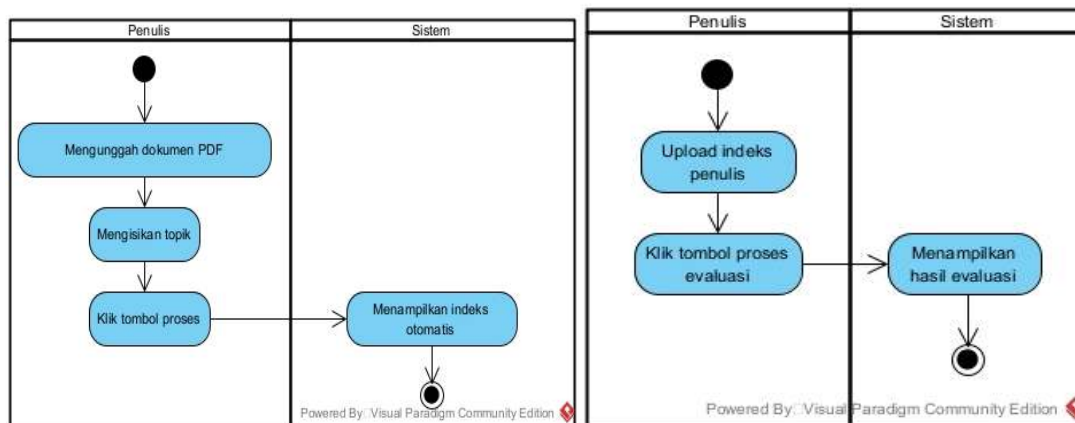 Penulis
Sistem
Mengunggah dokumen PDF
Mengisikan topik
Klik tombol proses
Menampilkan indeks
otomatis
Powered By Visual Paradigm Community Edition
Penulis
Sistem
Upload indeks
penulis
Klik tombol proses
evaluasi
Menampilkan
hasil evaluasi
Powered By Visual Paradigm Community Edition